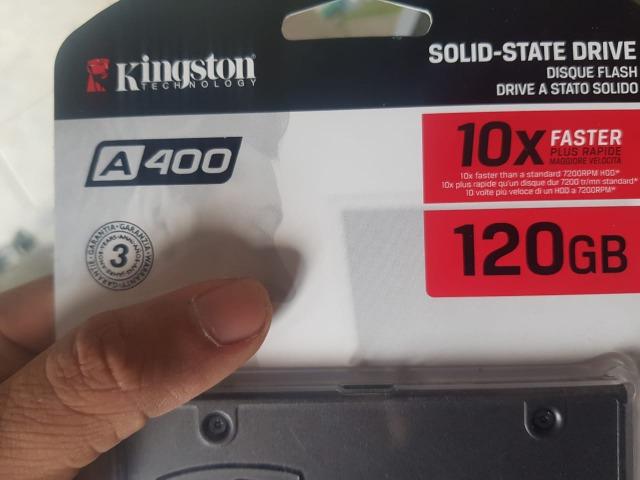 Kingston
TECHNOLOGY
SOLID-STATE DRIVE
DISQUE FLASH
DRIVE A STATO SOLIDO
A400
10x FASTER
PLUS RAPIDE
MAGGIORE VELOCITÀ
10x faster than a standard 7200RPM HDD*
10x plus rapide qu'un disque dur 7200 tr/mn standard*
10 volte più veloce di un HDD a 7200RPM*
120GB
3